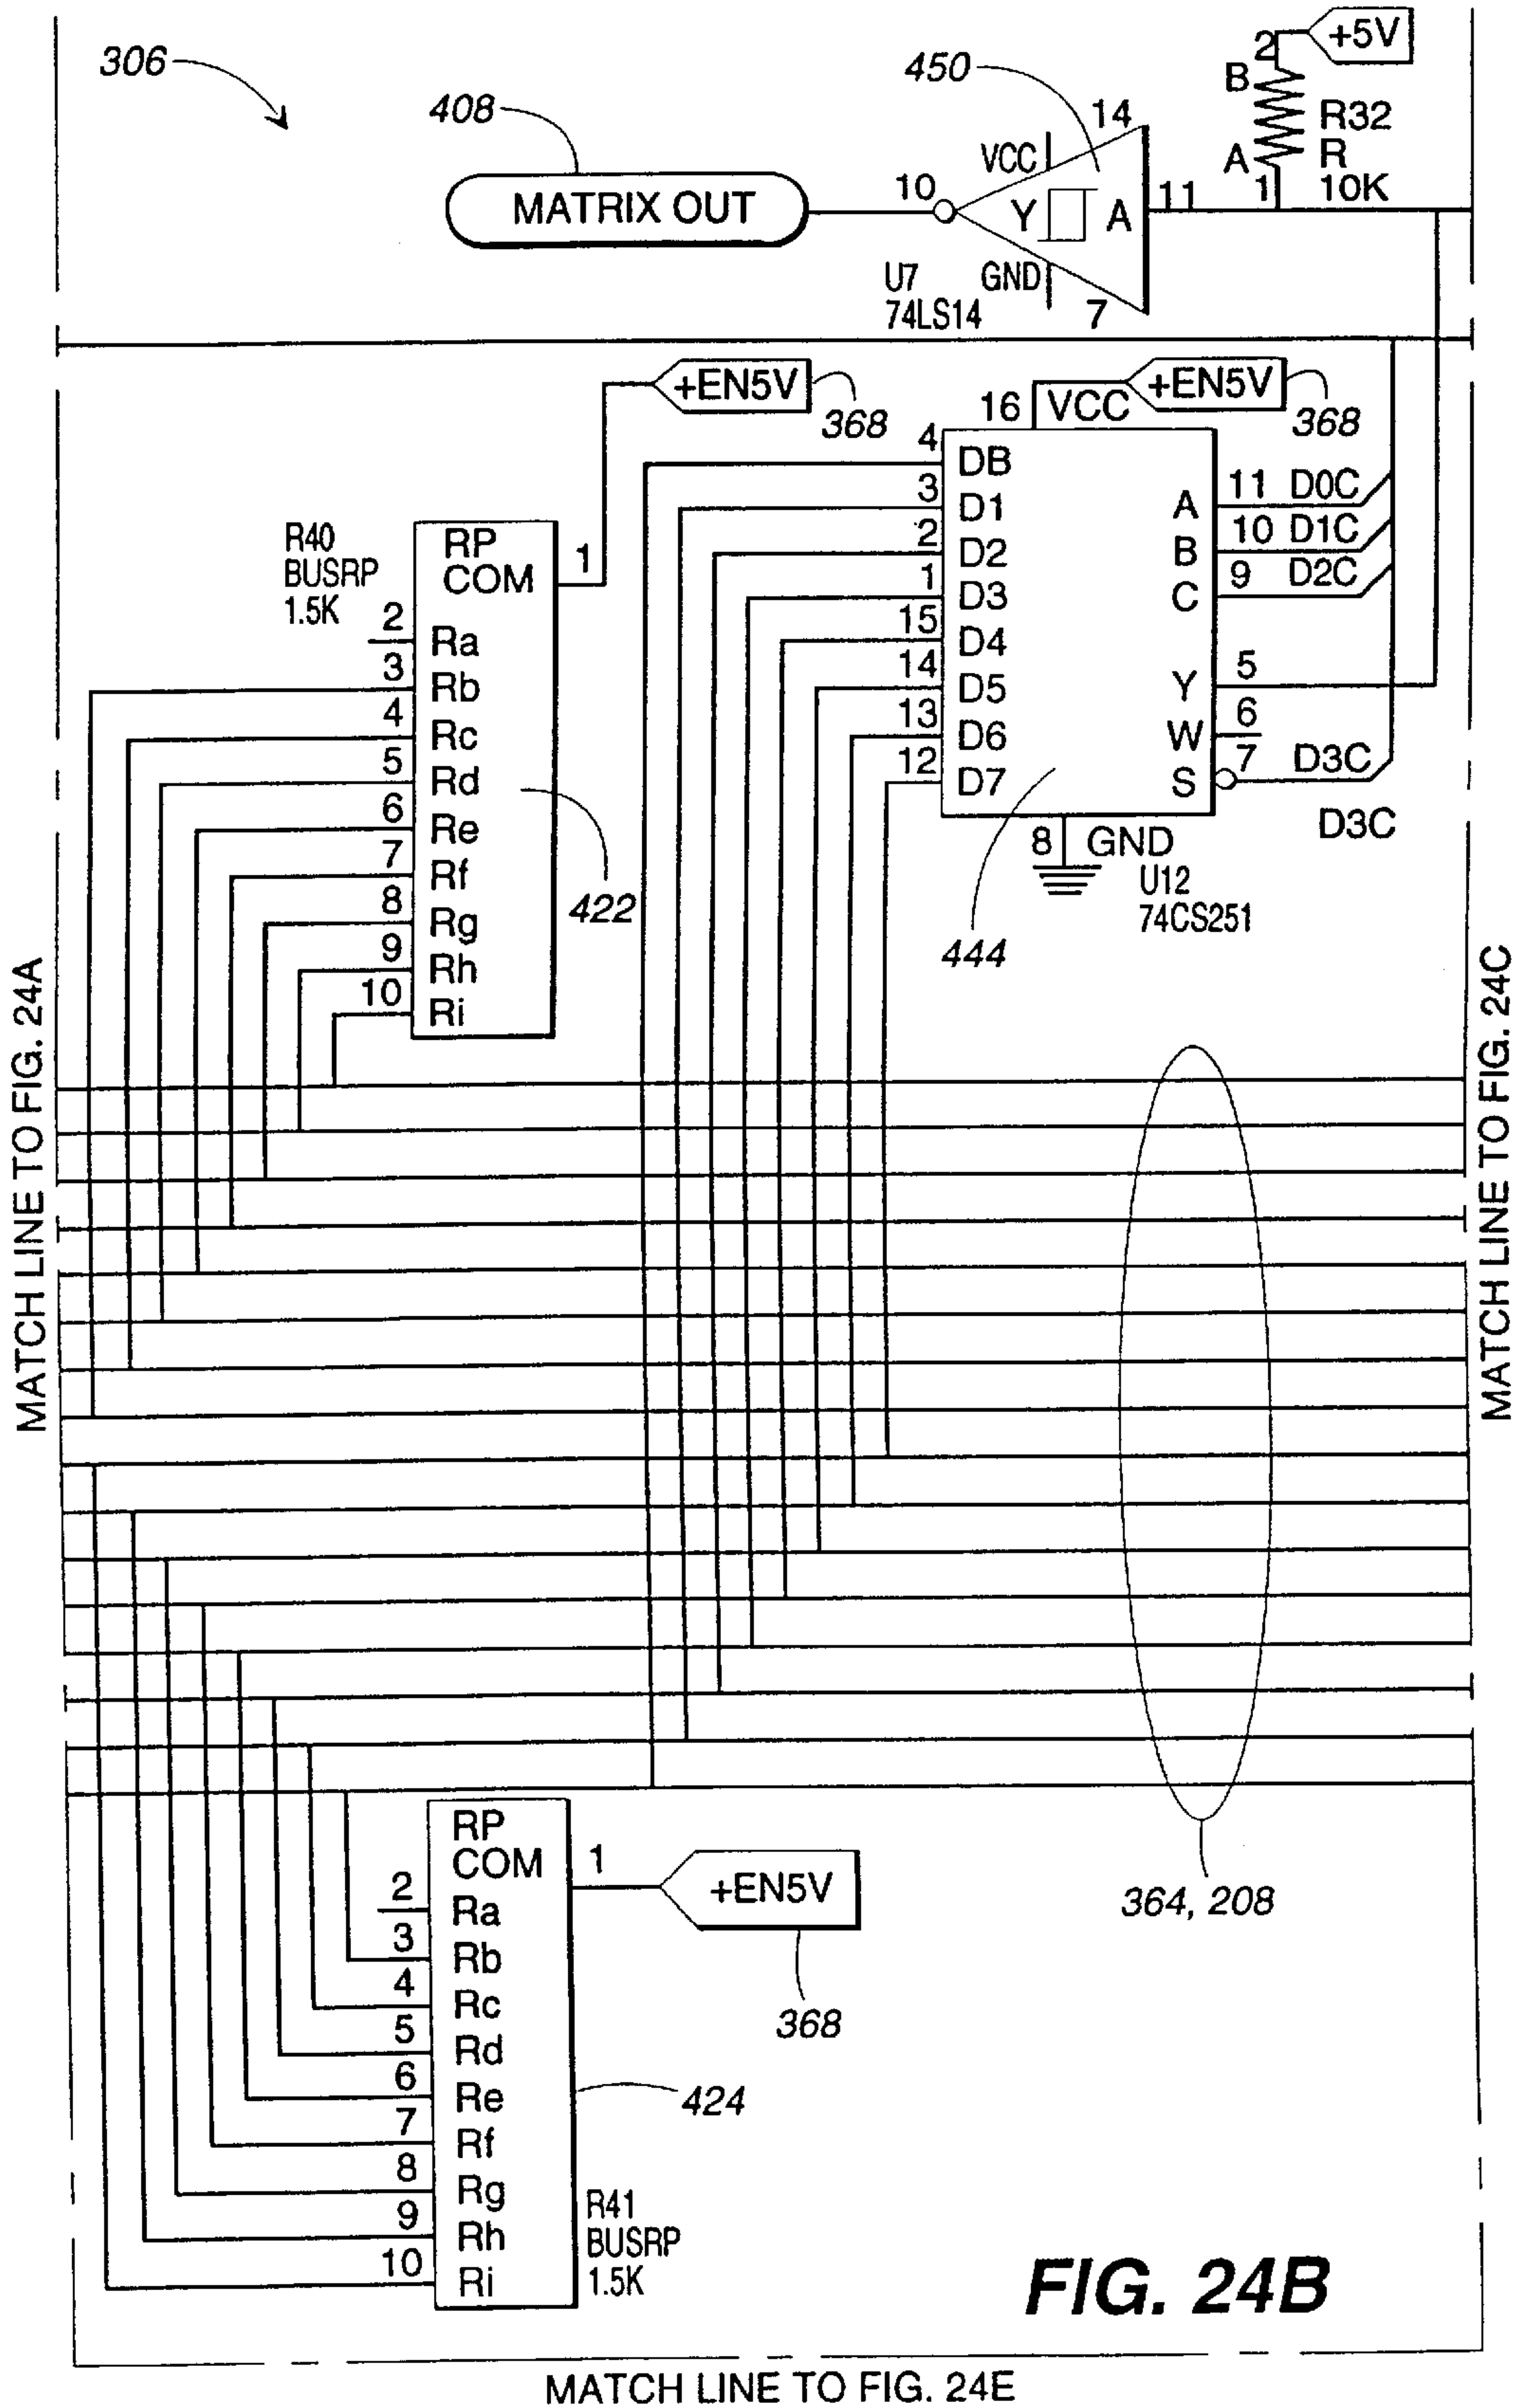 306
408
MATRIX OUT
450
14
VCC
10
Y
A
11
GND
7
U7
74LS14
+5V
2
B
R32
R
10K
A
1
+EN5V
368
R40
BUSRP
1.5K
RP
COM
1
2
Ra
3
Rb
4
Rc
5
Rd
6
Re
7
Rf
8
Rg
9
Rh
10
Ri
422
+EN5V
368
16
VCC
4
DB
3
D1
2
D2
1
D3
15
D4
14
D5
13
D6
12
D7
A
11
D0C
B
10
D1C
C
9
D2C
Y
5
W
6
S
7
D3C
D3C
8
GND
U12
74CS251
444
MATCH LINE TO FIG. 24A
MATCH LINE TO FIG. 24C
364, 208
RP
COM
1
+EN5V
368
2
Ra
3
Rb
4
Rc
5
Rd
6
Re
7
Rf
8
Rg
9
Rh
10
Ri
424
R41
BUSRP
1.5K
FIG. 24B
MATCH LINE TO FIG. 24E